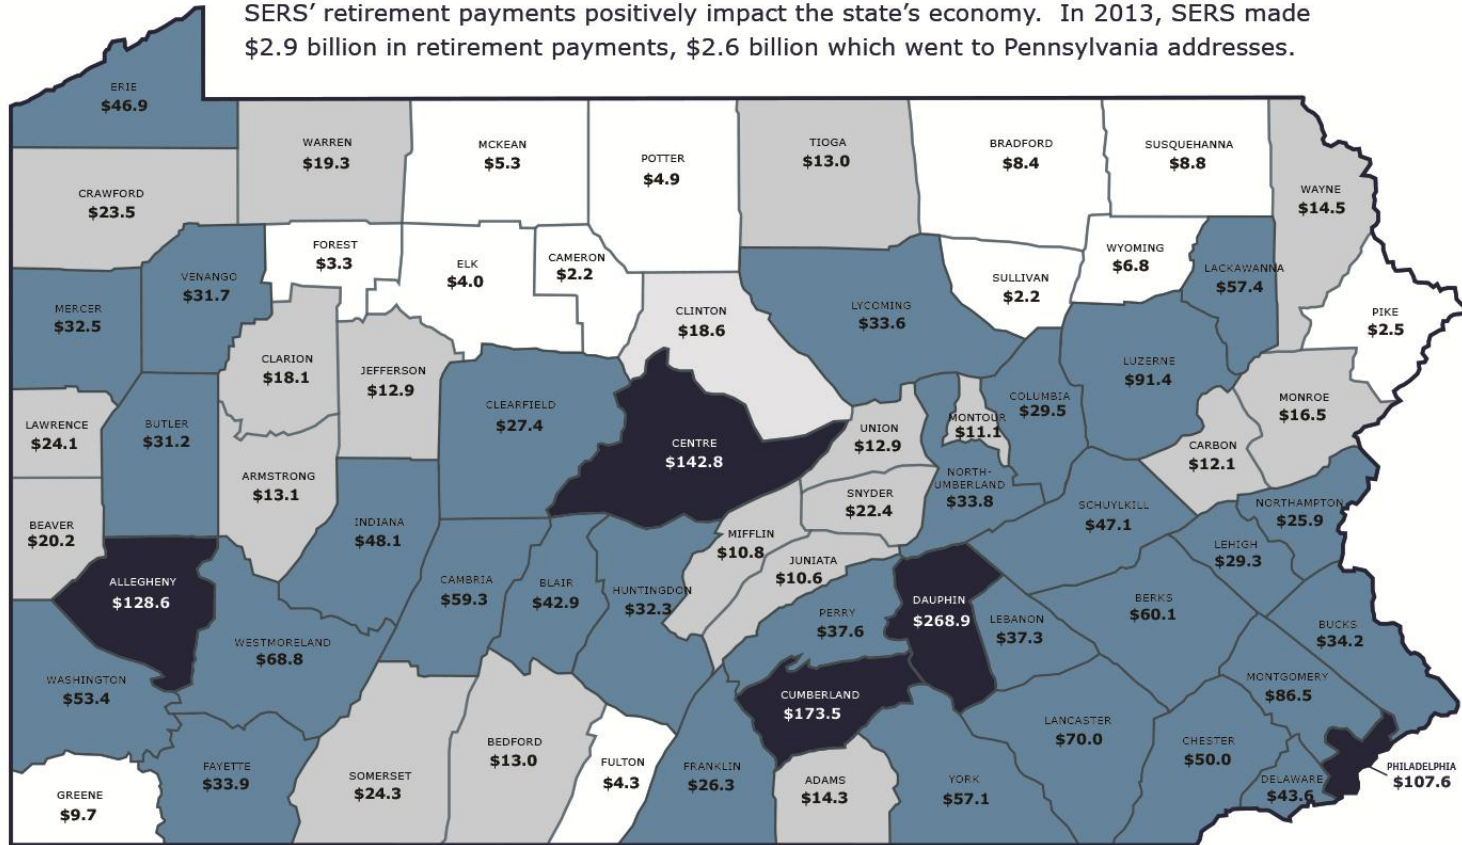 SERS’ retirement payments positively impact the state’s economy. In 2013, SERS made
$2.9 billion in retirement payments, $2.6 billion which went to Pennsylvania addresses.
ERIE
$46.9
WARREN
$19.3
MCKEAN
$5.3
POTTER
$4.9
TIOGA
$13.0
BRADFORD
$8.4
SUSQUEHANNA
$8.8
WAYNE
$14.5
CRAWFORD
$23.5
FOREST
$3.3
ELK
$4.0
CAMERON
$2.2
SULLIVAN
$2.2
WYOMING
$6.8
LACKAWANNA
$57.4
VENANGO
$31.7
MERCER
$32.5
CLINTON
$18.6
LYCOMING
$33.6
PIKE
$2.5
CLARION
$18.1
JEFFERSON
$12.9
LUZERNE
$91.4
CLEARFIELD
$27.4
COLUMBIA
$29.5
MONROE
$16.5
LAWRENCE
$24.1
BUTLER
$31.2
CENTRE
$142.8
UNION
$12.9
MONTOUR
$11.1
CARBON
$12.1
ARMSTRONG
$13.1
SNYDER
$22.4
NORTH-
UMBERLAND
$33.8
SCHUYLKILL
$47.1
NORTHAMPTON
$25.9
BEAVER
$20.2
INDIANA
$48.1
MIFFLIN
$10.8
JUNIATA
$10.6
LEHIGH
$29.3
ALLEGHENY
$128.6
CAMBRIA
$59.3
BLAIR
$42.9
HUNTINGDON
$32.3
PERRY
$37.6
DAUPHIN
$268.9
LEBANON
$37.3
BERKS
$60.1
BUCKS
$34.2
WESTMORELAND
$68.8
WASHINGTON
$53.4
CUMBERLAND
$173.5
MONTGOMERY
$86.5
LANCASTER
$70.0
CHESTER
$50.0
FAYETTE
$33.9
SOMERSET
$24.3
BEDFORD
$13.0
FULTON
$4.3
FRANKLIN
$26.3
ADAMS
$14.3
YORK
$57.1
DELAWARE
$43.6
PHILADELPHIA
$107.6
GREENE
$9.7